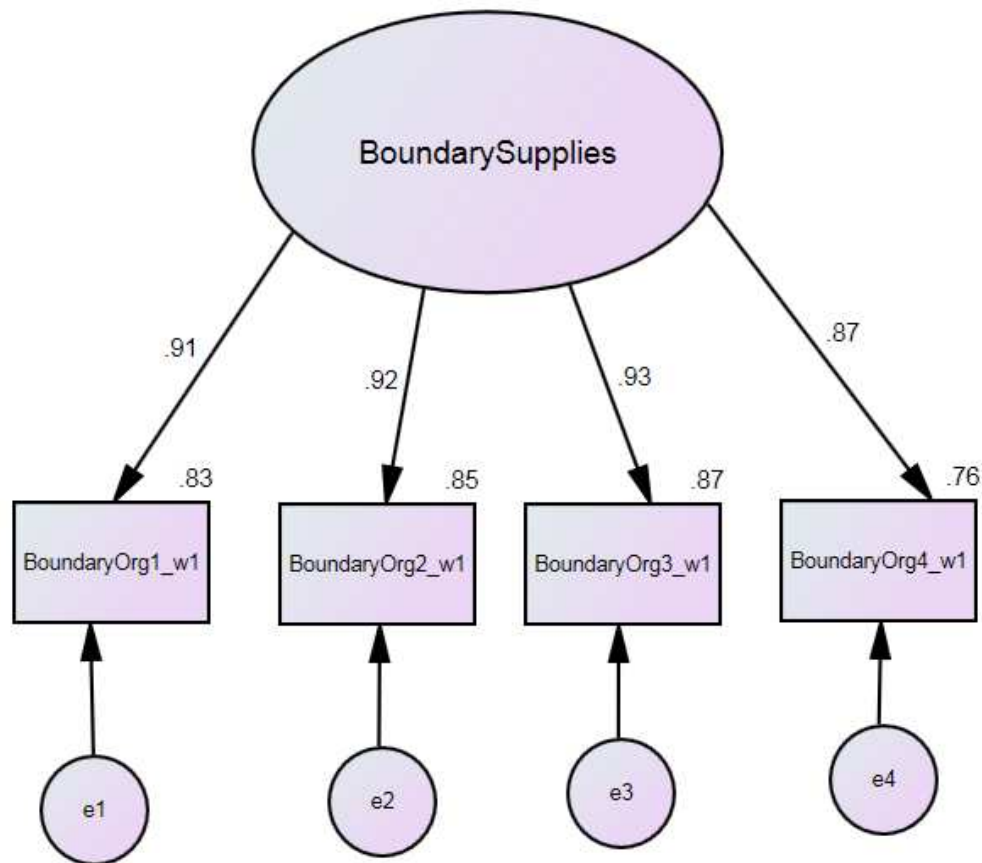 BoundarySupplies
.91
.92
.93
.87
.83
.85
.87
.76
BoundaryOrg1_w1
BoundaryOrg2_w1
BoundaryOrg3_w1
BoundaryOrg4_w1
e1
e2
e3
e4